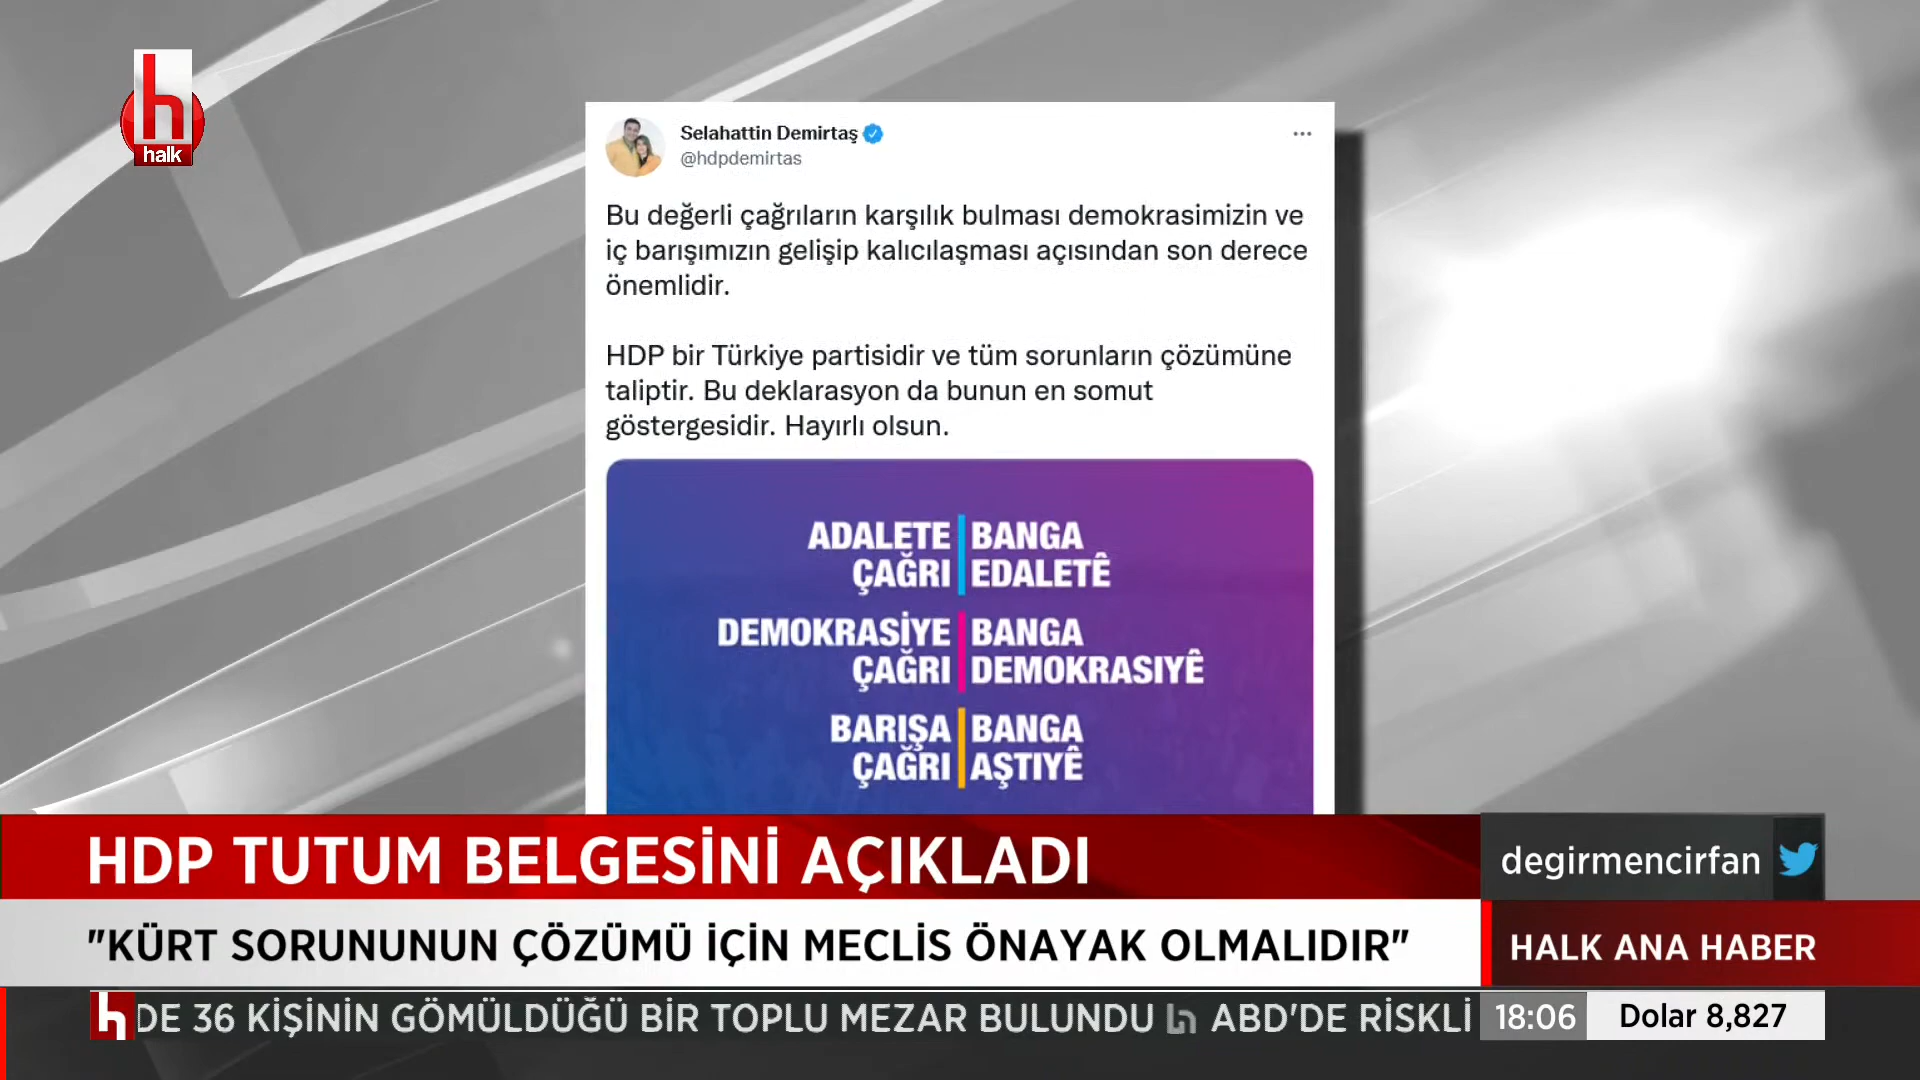 h
halk
Selahattin Demirtaş
@hdpdemirtas
Bu değerli çağrıların karşılık bulması demokrasimizin ve
iç barışımızın gelişip kalıcılaşması açısından son derece
önemlidir.
HDP bir Türkiye partisidir ve tüm sorunların çözümüne
taliptir. Bu deklarasyon da bunun en somut
göstergesidir. Hayırlı olsun.
ADALETE BANGA
ÇAĞRI EDALETÊ
DEMOKRASİYE BANGA
ÇAĞRI DEMOKRASIYÊ
BARIŞA BANGA
ÇAĞRI AŞTIYÊ
HDP TUTUM BELGESİNİ AÇIKLADI
degirmencirfan
"KÜRT SORUNUNUN ÇÖZÜMÜ İÇİN MECLİS ÖNAYAK OLMALIDIR"
HALK ANA HABER
h DE 36 KİŞİNİN GÖMÜLDÜĞÜ BİR TOPLU MEZAR BULUNDU h ABD'DE RİSKLİ
18:06 Dolar 8,827